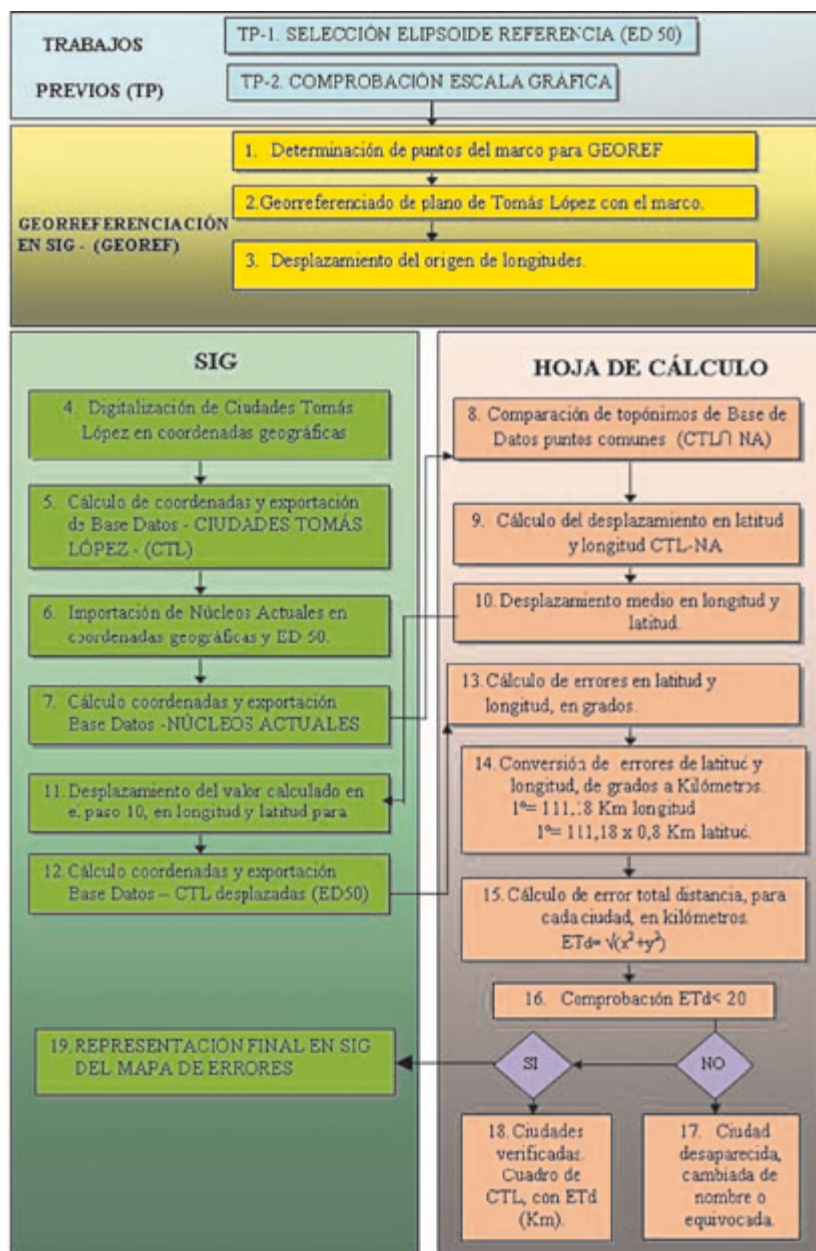 TRABAJOS
PREVIOS (TP)
TP-1. SELECCIÓN ELIPSOIDE REFERENCIA (ED 50)
TP-2. COMPROBACIÓN ESCALA GRÁFICA
GEORREFERENCIACIÓN
EN SIG - (GEOREF)
1. Determinación de puntos del marco para GEOREF
2. Georreferenciado de plano de Tomás López con el marco.
3. Desplazamiento del origen de longitudes.
SIG
4. Digitalización de Ciudades Tomás
López en coordenadas geográficas
5. Cálculo de coordenadas y exportación
de Base Datos - CIUDADES TOMÁS
LÓPEZ - (CTL)
6. Importación de Núcleos Actuales en
coordenadas geográficas y ED 50.
7. Cálculo coordenadas y exportación
Base Datos -NÚCLEOS ACTUALES
11. Desplazamiento del valor calculado en
el paso 10, en longitud y latitud para
12. Cálculo coordenadas y exportación
Base Datos – CTL desplazadas (ED50)
19. REPRESENTACIÓN FINAL EN SIG
DEL MAPA DE ERRORES
HOJA DE CÁLCULO
8. Comparación de topónimos de Base de
Datos puntos comunes (CTL∩ NA)
9. Cálculo del desplazamiento en latitud
y longitud CTL-NA
10. Desplazamiento medio en longitud y
latitud.
13. Cálculo de errores en latitud y
longitud, en grados.
14. Conversión de errores de latitud y
longitud, de grados a Kilómetros.
1º= 111,18 Km longitud
1º= 111,18 x 0,8 Km latitud.
15. Cálculo de error total distancia, para
cada ciudad, en kilómetros.
ETd= √(x²+y²)
16. Comprobación ETd< 20
SI
NO
18. Ciudades
verificadas.
Cuadro de
CTL, con ETd
(Km).
17. Ciudad
desaparecida,
cambiada de
nombre o
equivocada.